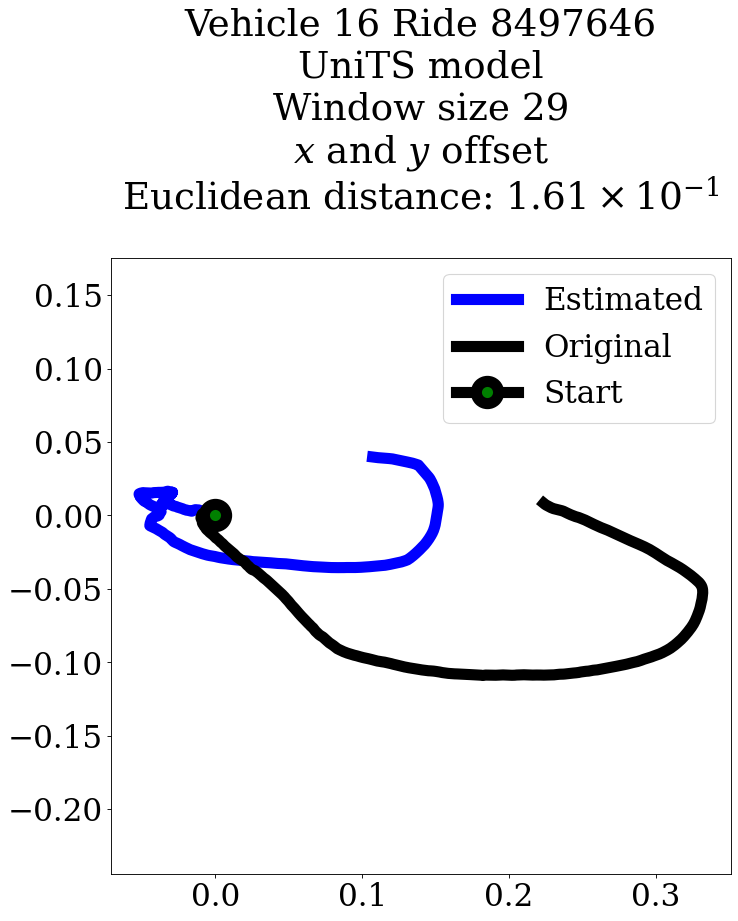 Vehicle 16 Ride 8497646
UniTS model
Window size 29
x and y offset
Euclidean distance: 1.61 × 10⁻¹
Estimated
Original
Start
0.15
0.10
0.05
0.00
−0.05
−0.10
−0.15
−0.20
0.0 0.1 0.2 0.3